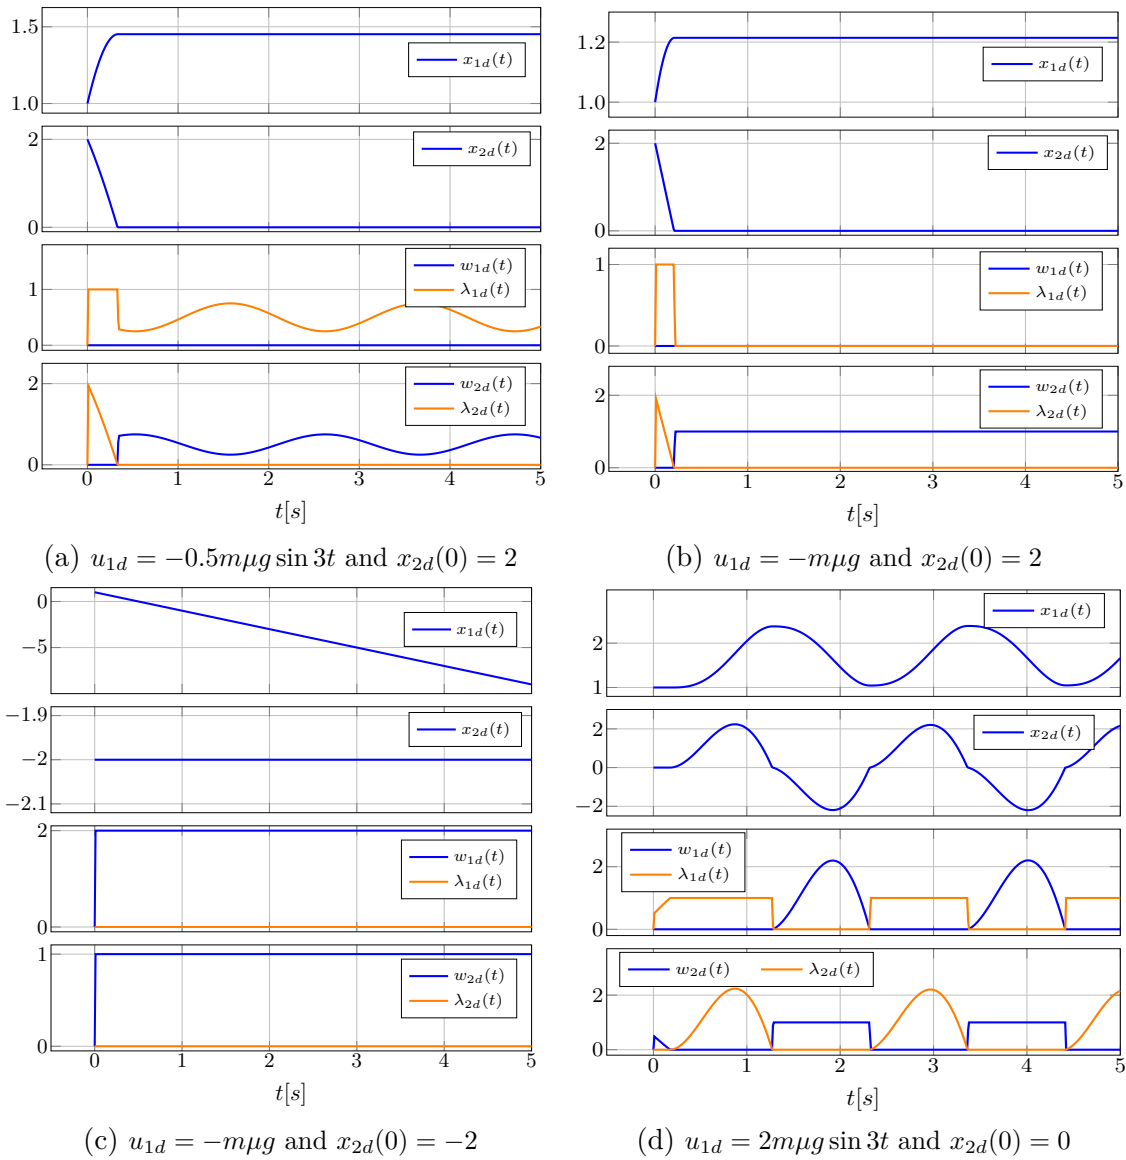 1.5
1.0
x1d(t)
2
0
x2d(t)
1
0
w1d(t)
λ1d(t)
2
0
w2d(t)
λ2d(t)
0 1 2 3 4 5
t[s]
(a) u1d = −0.5mμg sin 3t and x2d(0) = 2
1.2
1.0
x1d(t)
2
0
x2d(t)
1
0
w1d(t)
λ1d(t)
2
0
w2d(t)
λ2d(t)
0 1 2 3 4 5
t[s]
(b) u1d = −mμg and x2d(0) = 2
0
−5
x1d(t)
−1.9
−2
−2.1
x2d(t)
2
0
w1d(t)
λ1d(t)
1
0
w2d(t)
λ2d(t)
0 1 2 3 4 5
t[s]
(c) u1d = −mμg and x2d(0) = −2
2
1
x1d(t)
2
0
−2
x2d(t)
2
0
w1d(t)
λ1d(t)
2
0
w2d(t) λ2d(t)
0 1 2 3 4 5
t[s]
(d) u1d = 2mμg sin 3t and x2d(0) = 0